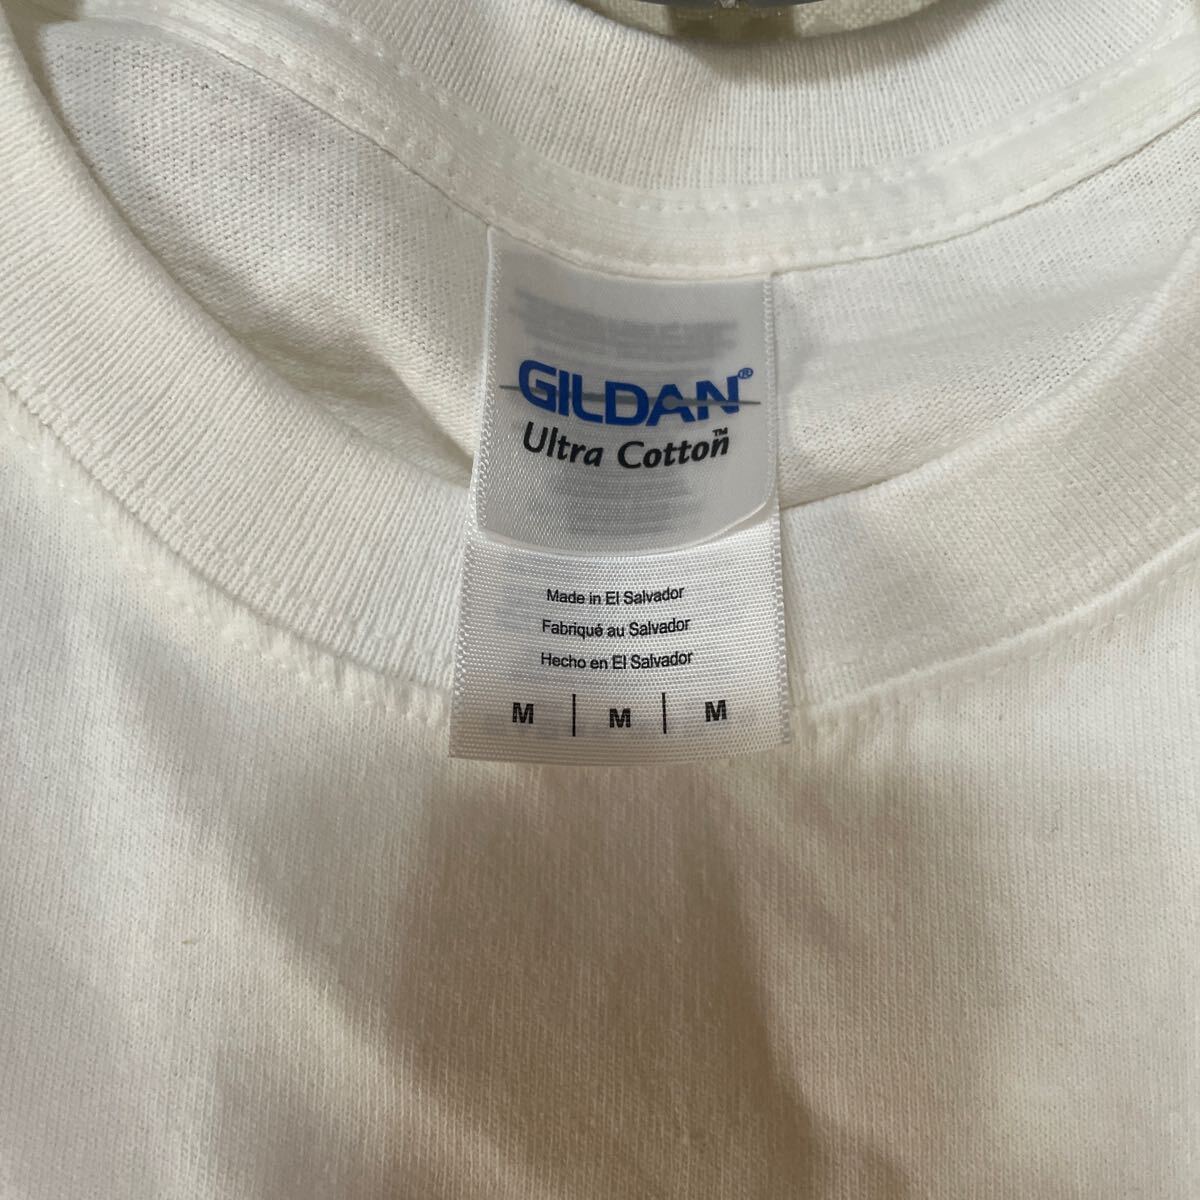 GILDAN®
Ultra Cotton™
Made in El Salvador
Fabriqué au Salvador
Hecho en El Salvador
M | M | M